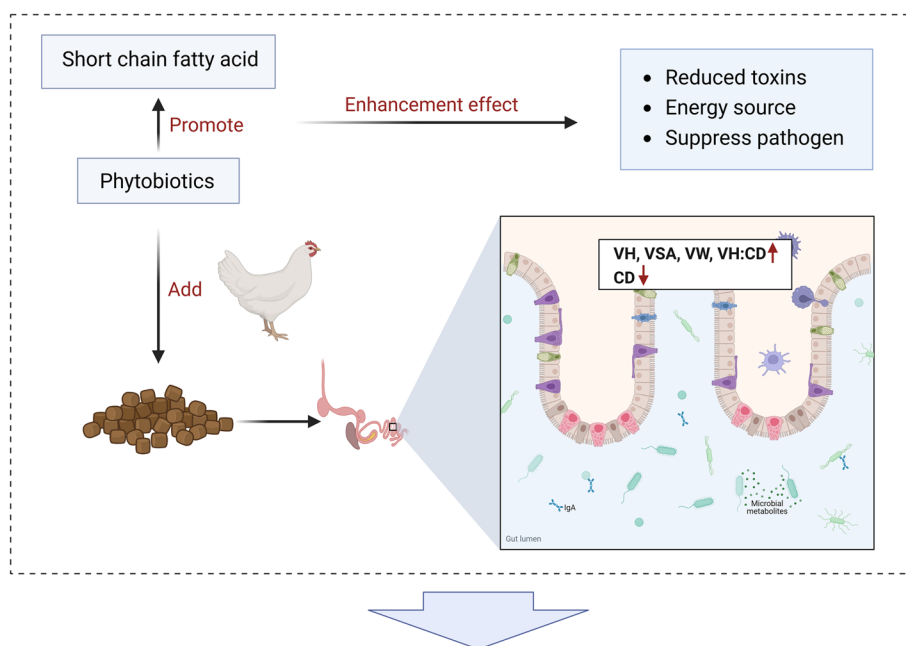 Short chain fatty acid
Promote
Phytobiotics
Add
Enhancement effect
• Reduced toxins
• Energy source
• Suppress pathogen
VH, VSA, VW, VH:CD↑
CD↓
IgA
Microbial
metabolites
Gut lumen